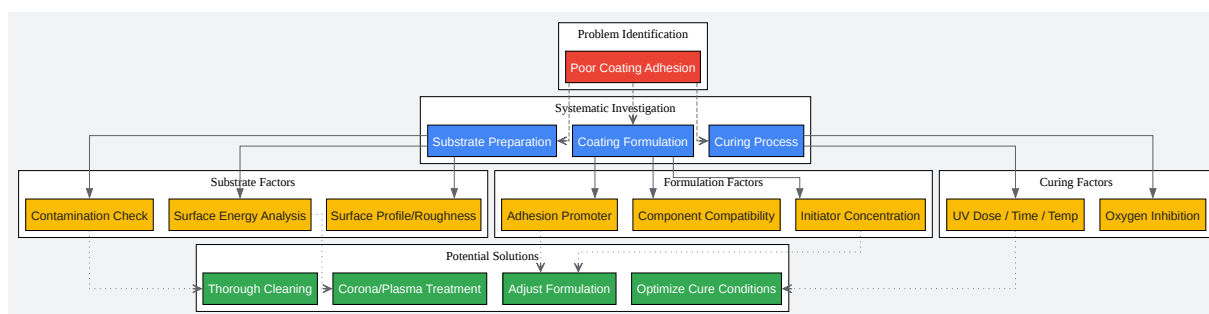 Problem Identification
Poor Coating Adhesion
Systematic Investigation
Substrate Preparation
Coating Formulation
Curing Process
Substrate Factors
Formulation Factors
Curing Factors
Contamination Check
Surface Energy Analysis
Surface Profile/Roughness
Adhesion Promoter
Component Compatibility
Initiator Concentration
UV Dose / Time / Temp
Oxygen Inhibition
Potential Solutions
Thorough Cleaning
Corona/Plasma Treatment
Adjust Formulation
Optimize Cure Conditions